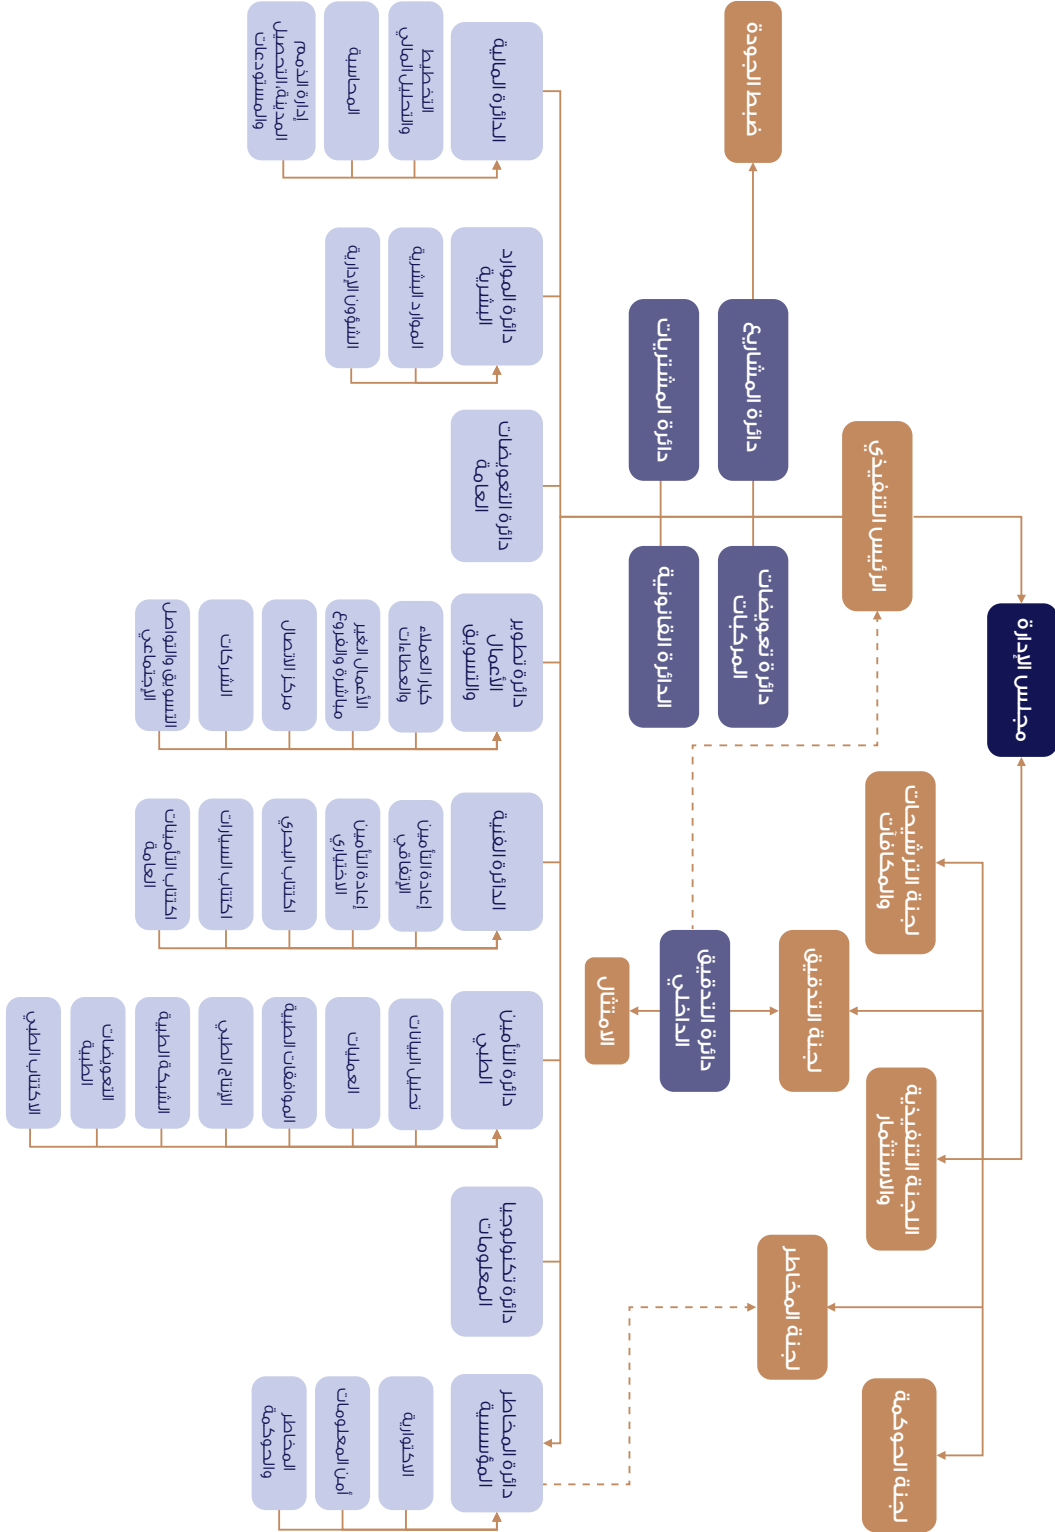 مجلس الإدارة
الرئيس التنفيذي
لجنة الترشيحات
والمكافآت
لجنة التدقيق
اللجنة التنفيذية
والاستثمار
لجنة المخاطر
لجنة الحوكمة
ضبط الجودة
دائرة المشاريع
دائرة تعويضات
المركبات
دائرة المشتريات
الدائرة القانونية
دائرة التدقيق
الداخلي
الامتثال
الدائرة المالية
التخطيط
والتحليل المالي
المحاسبة
إدارة الذمم
المدينة،التحصيل
والمستودعات
دائرة الموارد
البشرية
الموارد البشرية
الشؤون الإدارية
دائرة التعويضات
العامة
دائرة تطوير
الأعمال
والتسويق
كبار العملاء
والعطاءات
الأعمال الغير
مباشرة والفروع
مركز الاتصال
الشركات
التسويق والتواصل
الإجتماعي
الدائرة الفنية
إعادة التأمين
الإتفاقي
إعادة التأمين
الاختياري
اكتتاب البحري
اكتتاب السيارات
اكتتاب التأمينات
العامة
دائرة التأمين
الطبي
تحليل البيانات
العمنيات
الموافقات الطبية
الإنتاج الطبي
الشبكة الطبية
التعويضات
الطبية
الاكتتاب الطبي
دائرة تكنولوجيا
المعلومات
دائرة المخاطر
المؤسسية
الاكتوارية
أمن المعلومات
المخاطر
والحوكمة